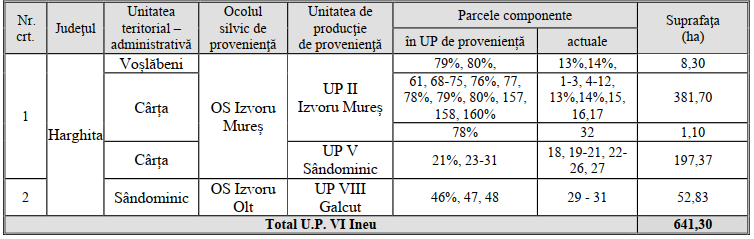 Nr. crt. | Județul | Unitatea teritorial – administrativă | Ocolul silvic de proveniență | Unitatea de producție de proveniență | Parcele componente | Suprafața (ha)
în UP de proveniență | actuale
1 | Harghita | Voșlăbeni | OS Izvoru Mureș | UP II Izvoru Mureș | 79%, 80%, | 13%,14%, | 8,30
Cârța | 61, 68-75, 76%, 77, 78%, 79%, 80%, 157, 158, 160% | 1-3, 4-12, 13%,14%,15, 16,17 | 381,70
78% | 32 | 1,10
Cârța | UP V Sândominic | 21%, 23-31 | 18, 19-21, 22-26, 27 | 197,37
2 | Sândominic | OS Izvoru Olt | UP VIII Galcut | 46%, 47, 48 | 29 - 31 | 52,83
Total U.P. VI Ineu | 641,30